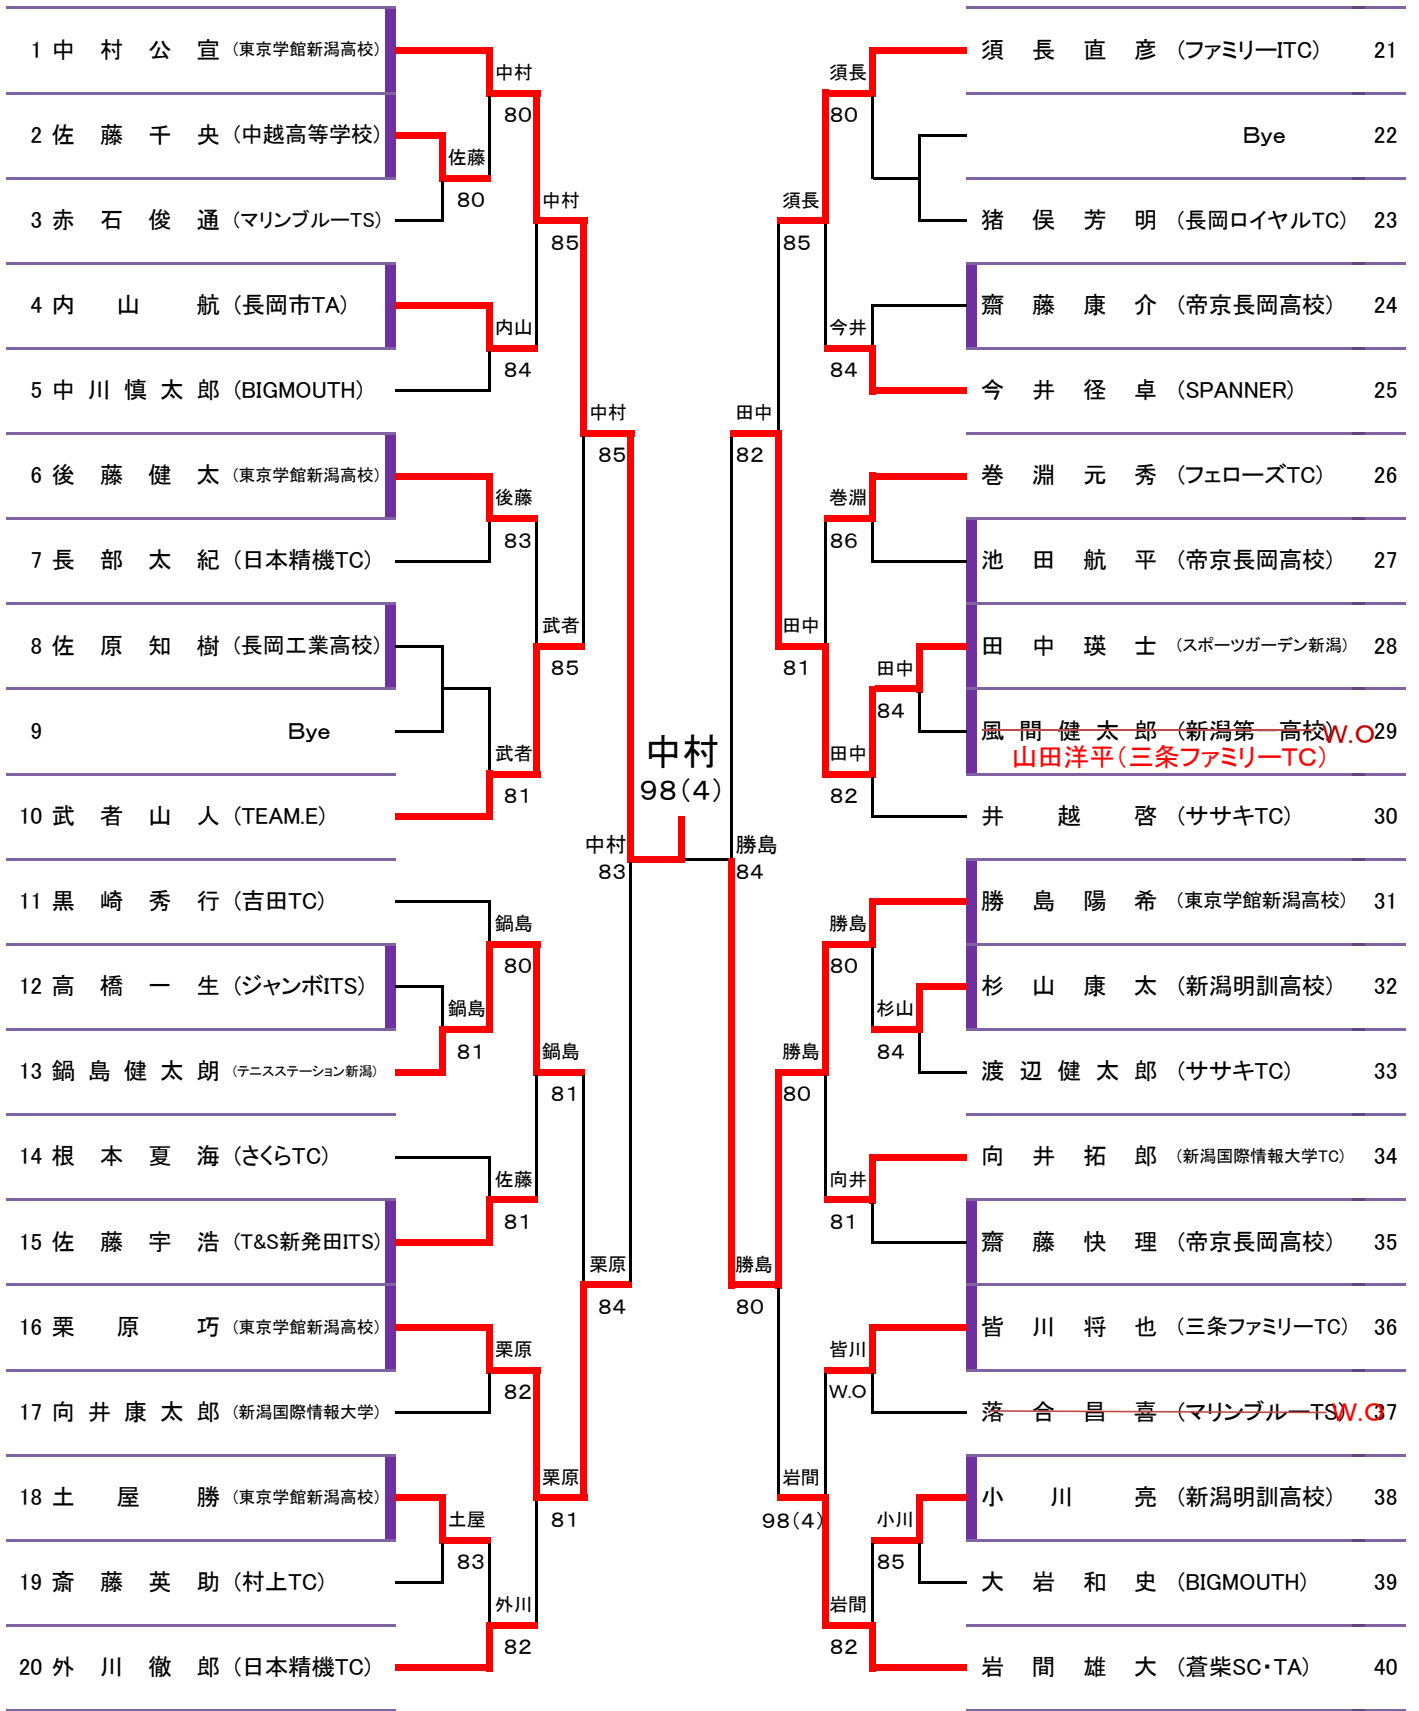 1 中村公宣 (東京学館新潟高校)
2 佐藤千央 (中越高等学校)
3 赤石俊通 (マリンブルーTS)
4 内山航 (長岡市TA)
5 中川慎太郎 (BIGMOUTH)
6 後藤健太 (東京学館新潟高校)
7 長部太紀 (日本精機TC)
8 佐原知樹 (長岡工業高校)
9 Bye
10 武者山人 (TEAM.E)
11 黒崎秀行 (吉田TC)
12 高橋一生 (ジャンボITS)
13 鍋島健太朗 (テニスステーション新潟)
14 根本夏海 (さくらTC)
15 佐藤宇浩 (T&S新発田ITS)
16 栗原巧 (東京学館新潟高校)
17 向井康太郎 (新潟国際情報大学)
18 土屋勝 (東京学館新潟高校)
19 斎藤英助 (村上TC)
20 外川徹郎 (日本精機TC)
佐藤
80
鍋島
81
土屋
83
中村
80
内山
84
後藤
83
武者
81
鍋島
80
佐藤
81
栗原
82
外川
82
中村
85
武者
85
鍋島
81
栗原
81
中村
85
栗原
84
中村
83
中村
98(4)
勝島
84
田中
82
勝島
80
須長
85
田中
81
勝島
80
岩間
98(4)
須長
80
今井
84
巻淵
86
田中
82
勝島
80
向井
81
皆川
W.O
岩間
82
田中
84
杉山
84
小川
85
須長直彦 (ファミリーITC) 21
Bye 22
猪俣芳明 (長岡ロイヤルTC) 23
齋藤康介 (帝京長岡高校) 24
今井径卓 (SPANNER) 25
巻淵元秀 (フェローズTC) 26
池田航平 (帝京長岡高校) 27
田中瑛士 (スポーツガーデン新潟) 28
風間健太郎 (新潟第一高校) W.O 29
山田洋平(三条ファミリーTC)
井越啓 (ササキTC) 30
勝島陽希 (東京学館新潟高校) 31
杉山康太 (新潟明訓高校) 32
渡辺健太郎 (ササキTC) 33
向井拓郎 (新潟国際情報大学TC) 34
齋藤快理 (帝京長岡高校) 35
皆川将也 (三条ファミリーTC) 36
落合昌喜 (マリンブルーTS) W.O 37
小川亮 (新潟明訓高校) 38
大岩和史 (BIGMOUTH) 39
岩間雄大 (蒼柴SC・TA) 40